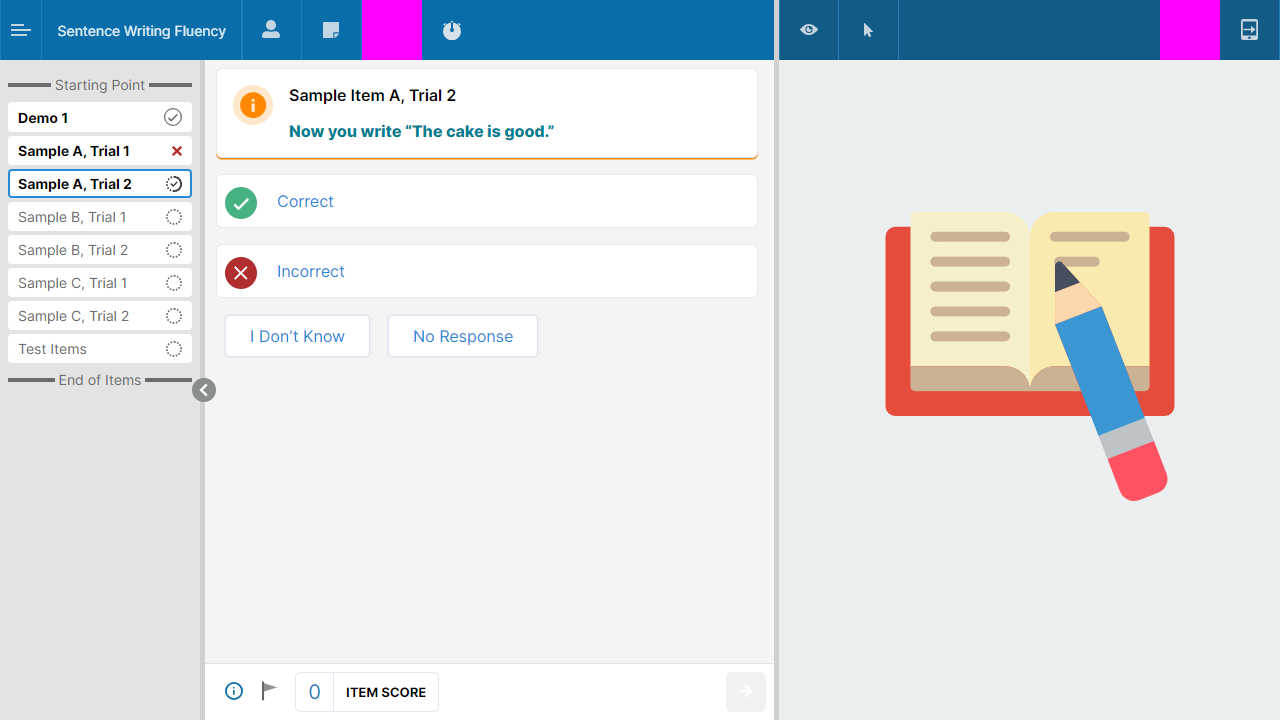 Sentence Writing Fluency
Starting Point
Demo 1
Sample A, Trial 1
Sample A, Trial 2
Sample B, Trial 1
Sample B, Trial 2
Sample C, Trial 1
Sample C, Trial 2
Test Items
End of Items
Sample Item A, Trial 2
Now you write “The cake is good.”
Correct
Incorrect
I Don’t Know
No Response
0
ITEM SCORE